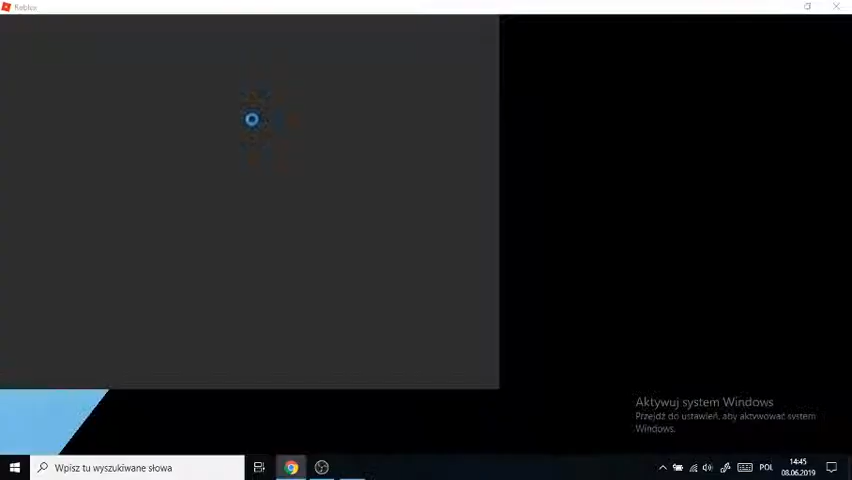 Roblox
Aktywuj system Windows
Przejdź do ustawień, aby aktywować system
Windows.
Wpisz tu wyszukiwane słowa
POL
14:45
08.06.2019